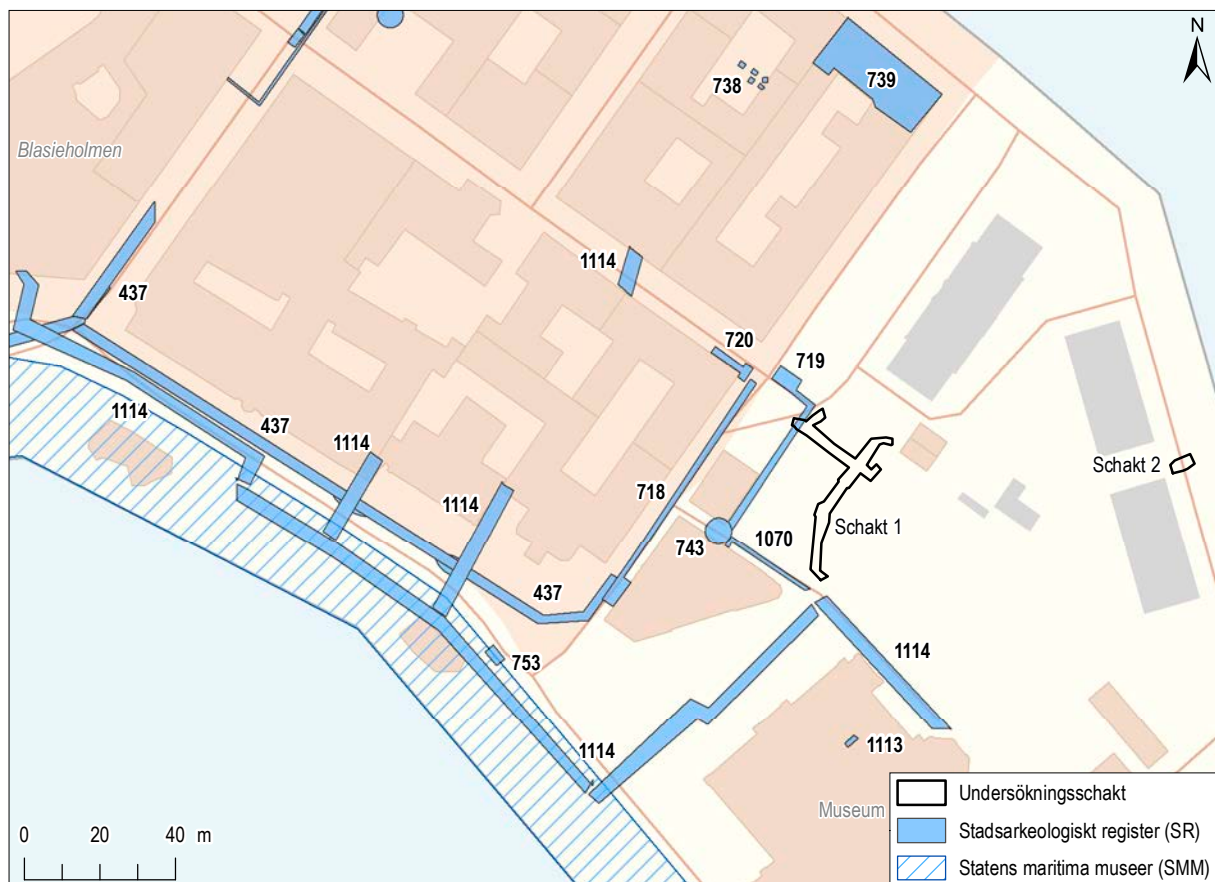 N
738
739
Blasieholmen
1114
437
720
719
1114
437
1114
Schakt 2
1114
718
Schakt 1
743
1070
437
1114
753
1114
1113
Museum
Undersökningsschakt
Stadsarkeologiskt register (SR)
Statens maritima museer (SMM)
0 20 40 m